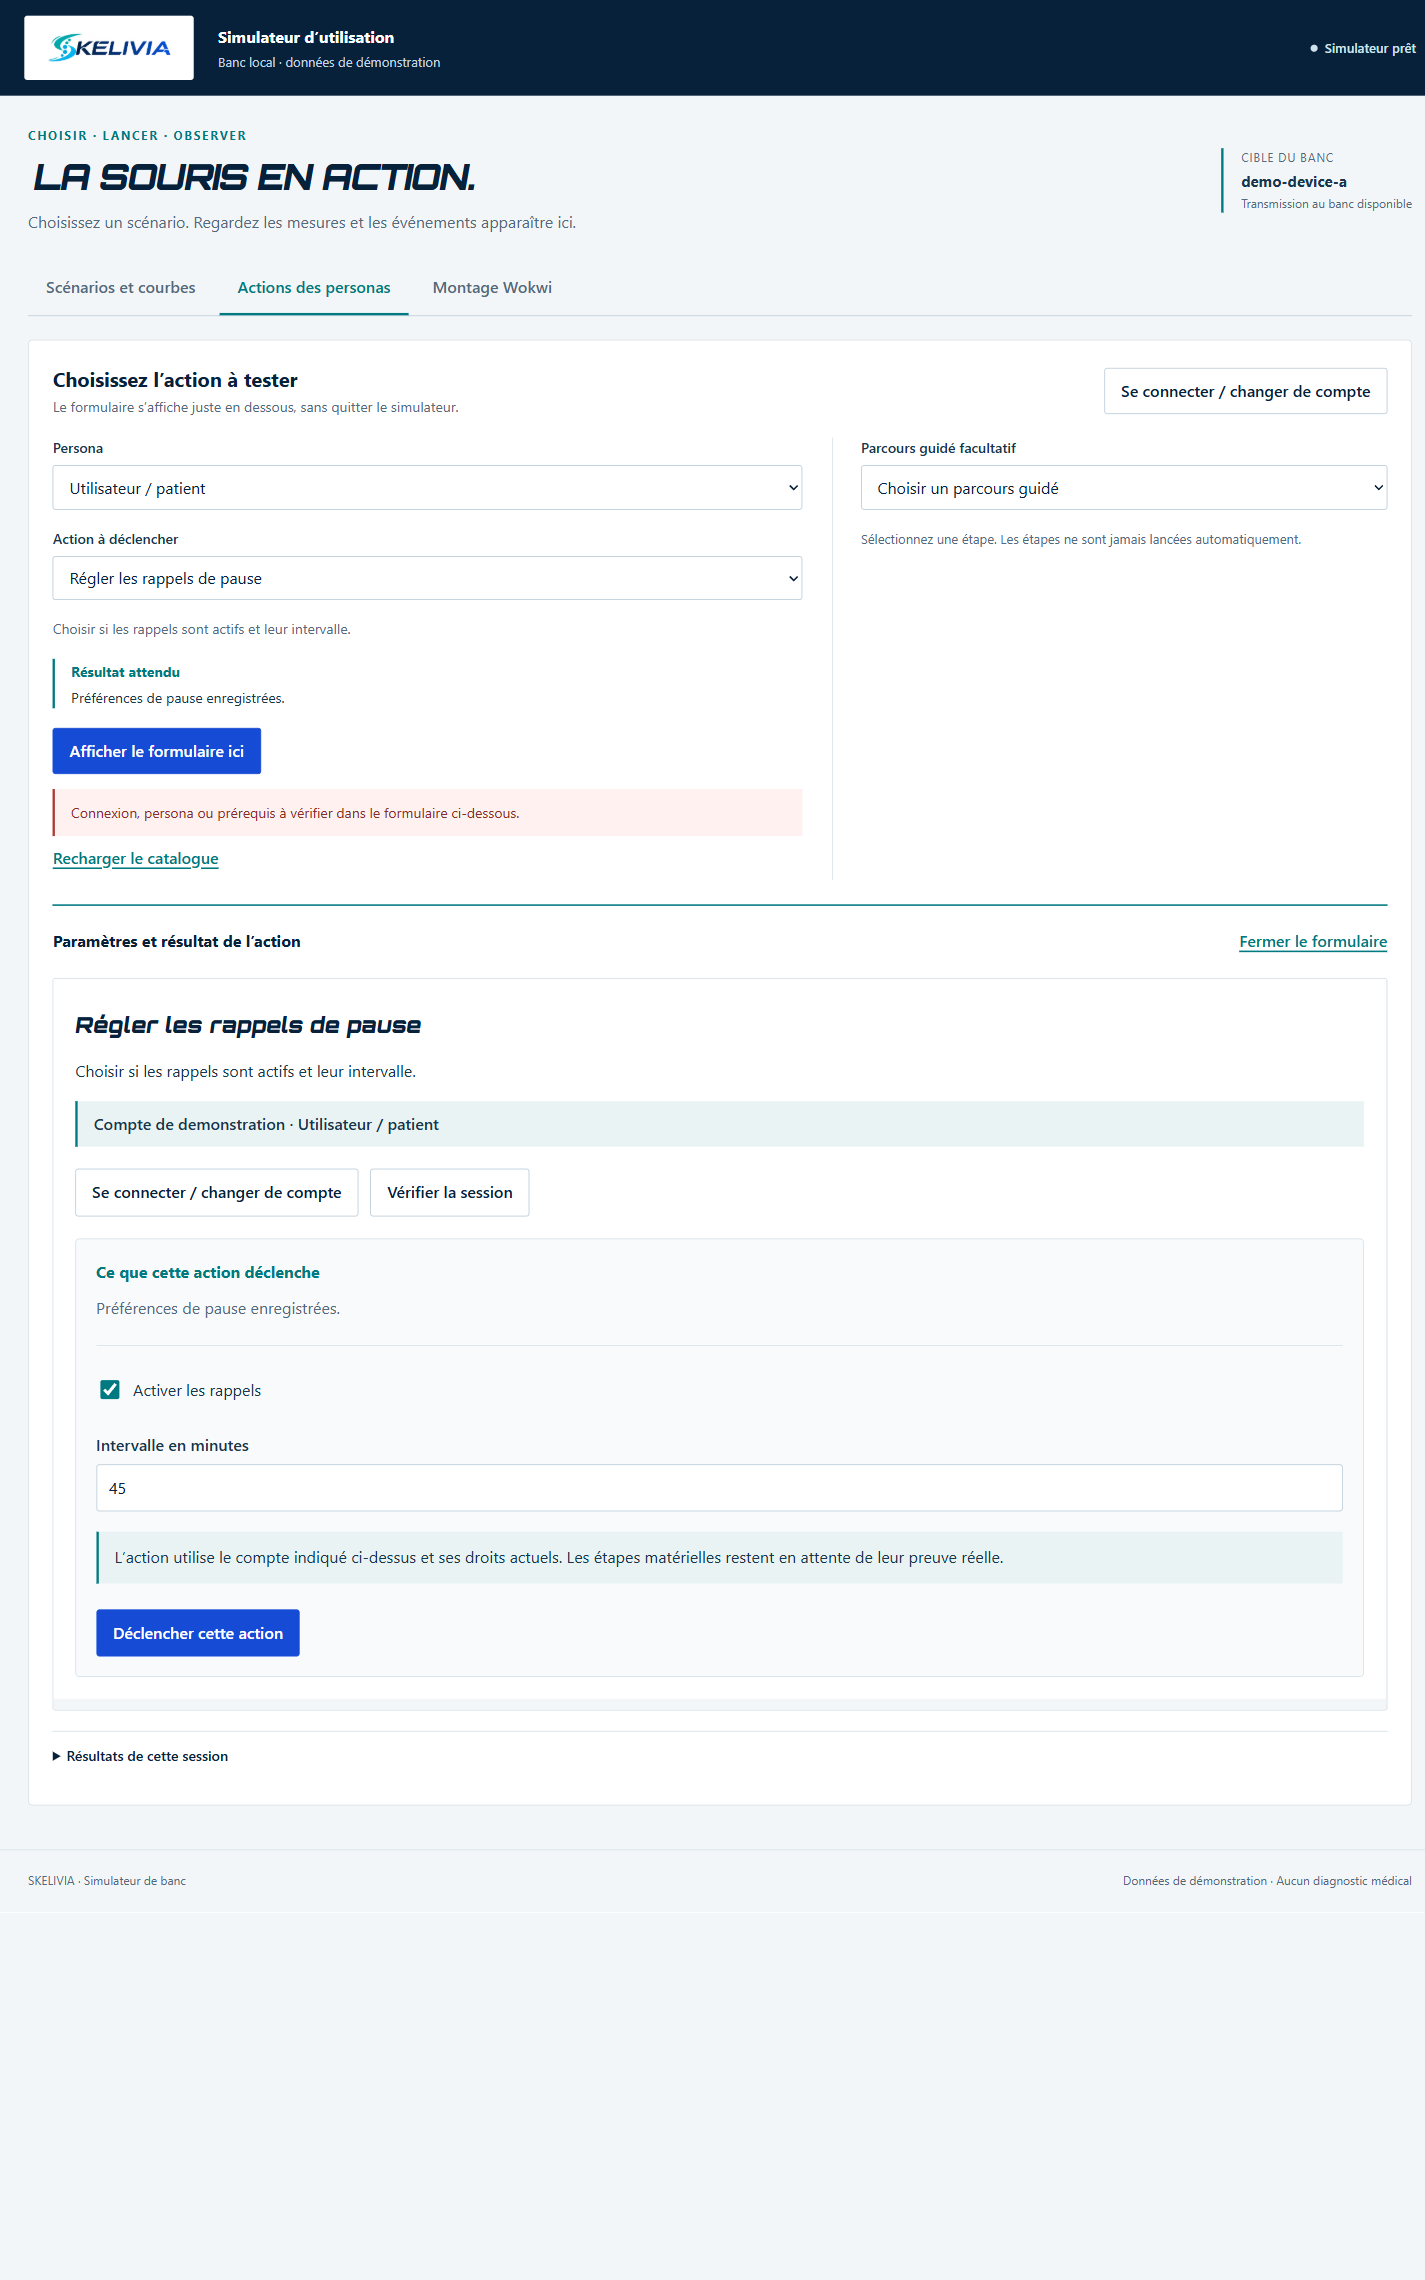 SKELIVIA
Simulateur d’utilisation
Banc local · données de démonstration
Simulateur prêt
CHOISIR · LANCER · OBSERVER
LA SOURIS EN ACTION.
Choisissez un scénario. Regardez les mesures et les événements apparaître ici.
CIBLE DU BANC
demo-device-a
Transmission au banc disponible
Scénarios et courbes
Actions des personas
Montage Wokwi
Choisissez l’action à tester
Le formulaire s’affiche juste en dessous, sans quitter le simulateur.
Se connecter / changer de compte
Persona
Utilisateur / patient
Action à déclencher
Régler les rappels de pause
Choisir si les rappels sont actifs et leur intervalle.
Résultat attendu
Préférences de pause enregistrées.
Afficher le formulaire ici
Connexion, persona ou prérequis à vérifier dans le formulaire ci-dessous.
Recharger le catalogue
Parcours guidé facultatif
Choisir un parcours guidé
Sélectionnez une étape. Les étapes ne sont jamais lancées automatiquement.
Paramètres et résultat de l’action
Fermer le formulaire
Régler les rappels de pause
Choisir si les rappels sont actifs et leur intervalle.
Compte de demonstration · Utilisateur / patient
Se connecter / changer de compte
Vérifier la session
Ce que cette action déclenche
Préférences de pause enregistrées.
Activer les rappels
Intervalle en minutes
45
L’action utilise le compte indiqué ci-dessus et ses droits actuels. Les étapes matérielles restent en attente de leur preuve réelle.
Déclencher cette action
Résultats de cette session
SKELIVIA · Simulateur de banc
Données de démonstration · Aucun diagnostic médical